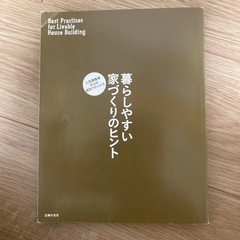 Best Practices
for Livable
House Building
暮らしやすい
家づくりのヒント
主婦の友社